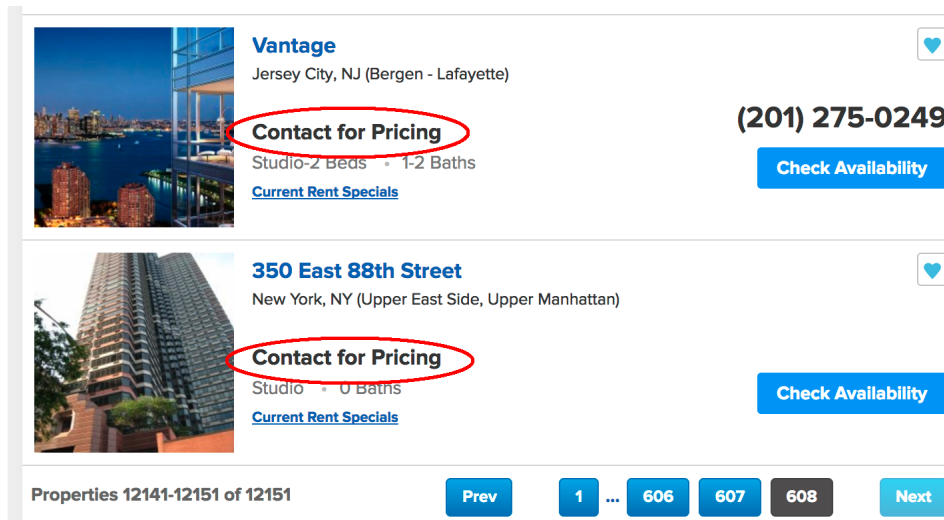 Vantage
Jersey City, NJ (Bergen - Lafayette)
Contact for Pricing
(201) 275-0249
Studio-2 Beds • 1-2 Baths
Check Availability
Current Rent Specials
350 East 88th Street
New York, NY (Upper East Side, Upper Manhattan)
Contact for Pricing
Studio • 0 Baths
Check Availability
Current Rent Specials
Properties 12141-12151 of 12151
Prev 1 ... 606 607 608 Next